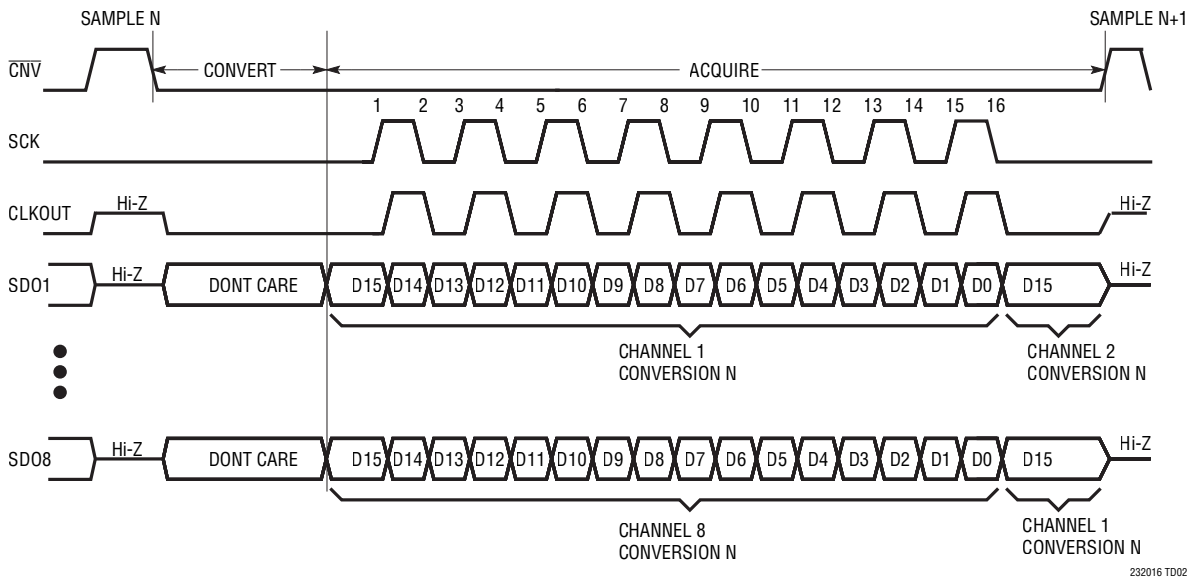 SAMPLE N SAMPLE N+1
CNV CONVERT ACQUIRE
1 2 3 4 5 6 7 8 9 10 11 12 13 14 15 16
SCK
CLKOUT Hi-Z Hi-Z
SDO1 Hi-Z DONT CARE D15 D14 D13 D12 D11 D10 D9 D8 D7 D6 D5 D4 D3 D2 D1 D0 D15 Hi-Z
CHANNEL 1 CHANNEL 2
CONVERSION N CONVERSION N
SDO8 Hi-Z DONT CARE D15 D14 D13 D12 D11 D10 D9 D8 D7 D6 D5 D4 D3 D2 D1 D0 D15 Hi-Z
CHANNEL 8 CHANNEL 1
CONVERSION N CONVERSION N
232016 TD02